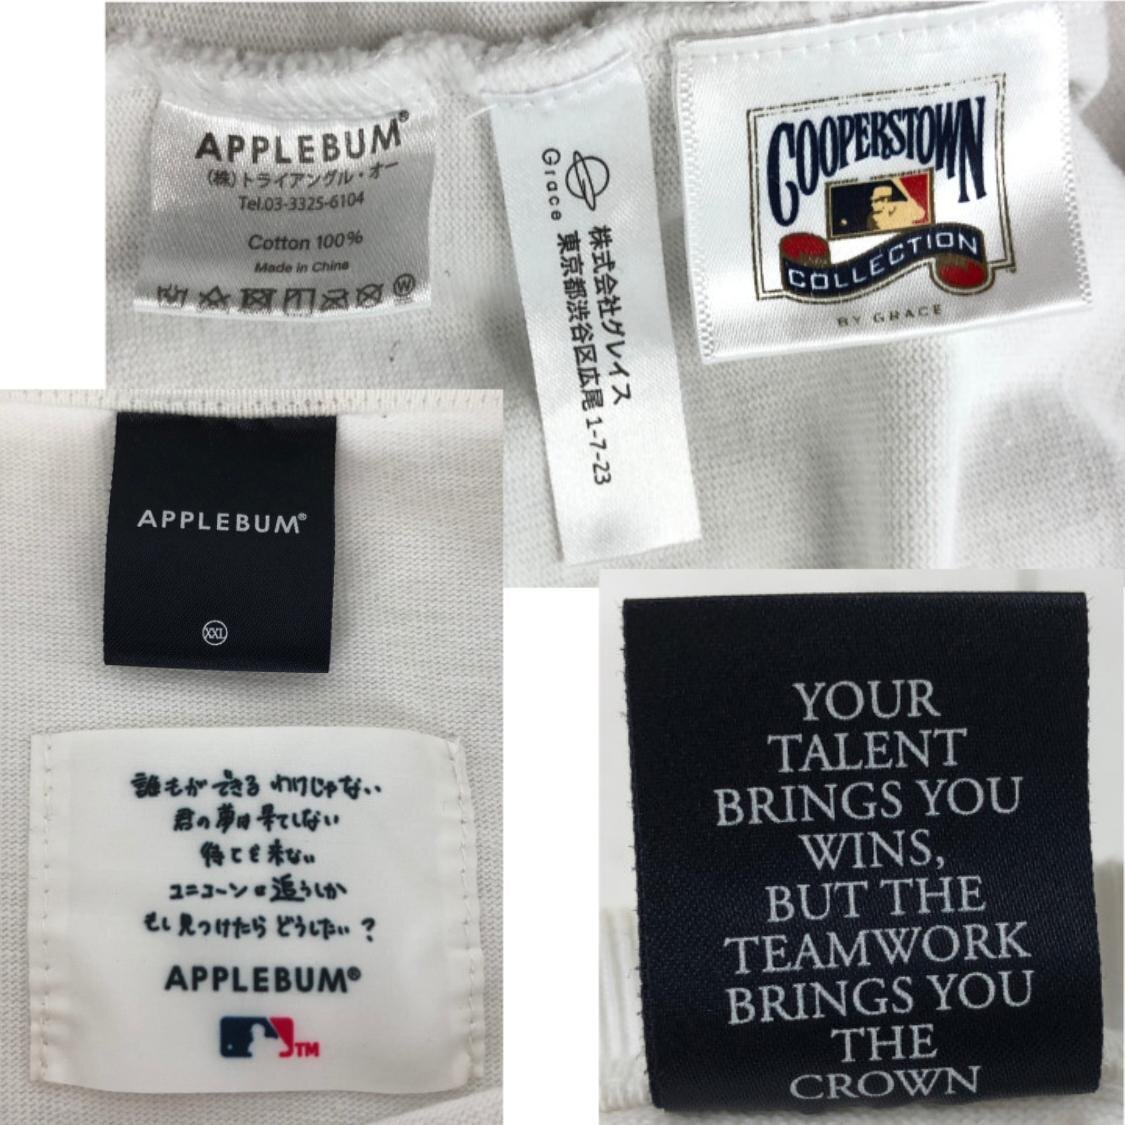 APPLEBUM®
(株)トライアングル・オー
Tel.03-3325-6104
Cotton 100%
Made in China
W
Grace
株式会社グレイス
東京都渋谷区広尾 1-7-23
COOPERSTOWN
COLLECTION
BY GRACE
APPLEBUM®
XXL
誰もができるわけじゃない
君の夢は果てしない
待ても来ない
ユニコーンは追うしか
もし見つけたらどうしたい?
APPLEBUM®
TM
YOUR
TALENT
BRINGS YOU
WINS,
BUT THE
TEAMWORK
BRINGS YOU
THE
CROWN